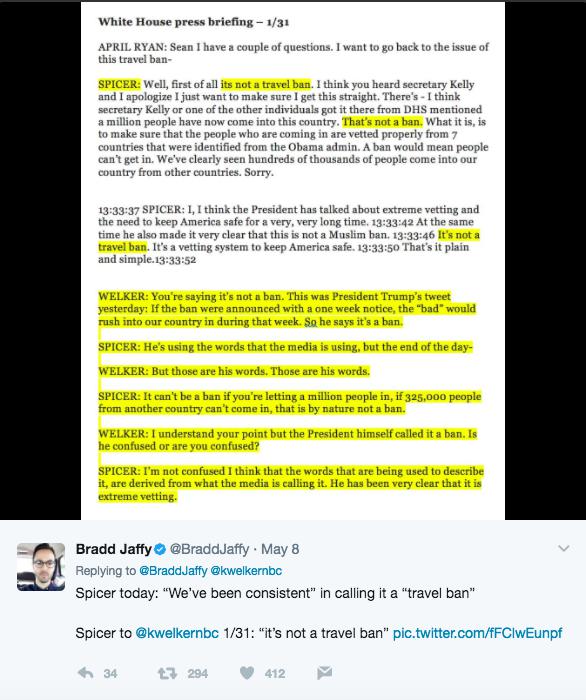 White House press briefing – 1/31
APRIL RYAN: Sean I have a couple of questions. I want to go back to the issue of
this travel ban-
SPICER: Well, first of all its not a travel ban. I think you heard secretary Kelly
and I apologize I just want to make sure I get this straight. There's - I think
secretary Kelly or one of the other individuals got it there from DHS mentioned
a million people have now come into this country. That's not a ban. What it is, is
to make sure that the people who are coming in are vetted properly from 7
countries that were identified from the Obama admin. A ban would mean people
can't get in. We've clearly seen hundreds of thousands of people come into our
country from other countries. Sorry.
13:33:37 SPICER: I, I think the President has talked about extreme vetting and
the need to keep America safe for a very, very long time. 13:33:42 At the same
time he also made it very clear that this is not a Muslim ban. 13:33:46 It's not a
travel ban. It's a vetting system to keep America safe. 13:33:50 That's it plain
and simple.13:33:52
WELKER: You're saying it's not a ban. This was President Trump's tweet
yesterday: If the ban were announced with a one week notice, the "bad" would
rush into our country in during that week. So he says it's a ban.
SPICER: He's using the words that the media is using, but the end of the day-
WELKER: But those are his words. Those are his words.
SPICER: It can't be a ban if you're letting a million people in, if 325,000 people
from another country can't come in, that is by nature not a ban.
WELKER: I understand your point but the President himself called it a ban. Is
he confused or are you confused?
SPICER: I'm not confused I think that the words that are being used to describe
it, are derived from what the media is calling it. He has been very clear that it is
extreme vetting.
Bradd Jaffy @BraddJaffy · May 8
Replying to @BraddJaffy @kwelkernbc
Spicer today: “We've been consistent” in calling it a “travel ban”
Spicer to @kwelkernbc 1/31: “it's not a travel ban” pic.twitter.com/fFClwEunpf
34 294 412